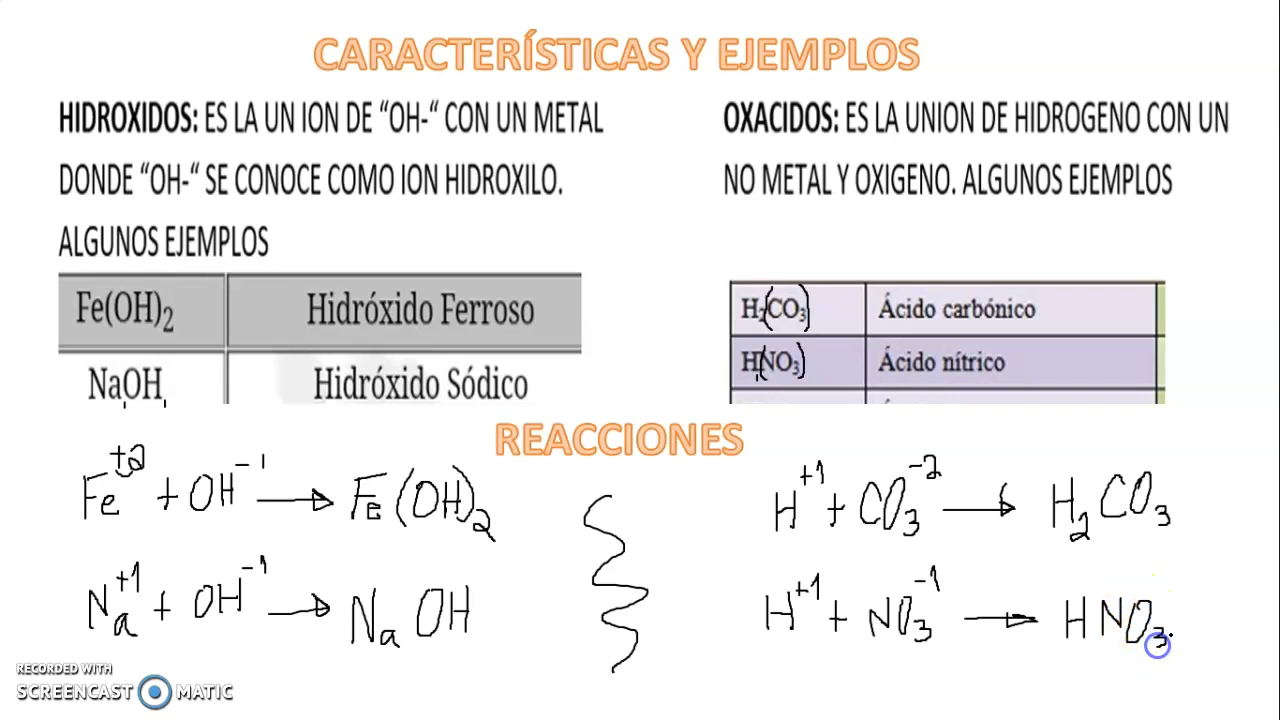 CARACTERÍSTICAS Y EJEMPLOS
HIDROXIDOS: ES LA UN ION DE “OH-“ CON UN METAL
DONDE “OH-“ SE CONOCE COMO ION HIDROXILO.
ALGUNOS EJEMPLOS
Fe(OH)₂ Hidróxido Ferroso
NaOH Hidróxido Sódico
OXACIDOS: ES LA UNION DE HIDROGENO CON UN
NO METAL Y OXIGENO. ALGUNOS EJEMPLOS
H₂(CO₃) Ácido carbónico
H(NO₃) Ácido nítrico
REACCIONES
Fe⁺² + OH⁻¹ → Fe(OH)₂
Na⁺¹ + OH⁻¹ → NaOH
H⁺¹ + CO₃⁻² → H₂CO₃
H⁺¹ + NO₃⁻¹ → HNO₃
RECORDED WITH
SCREENCAST MATIC